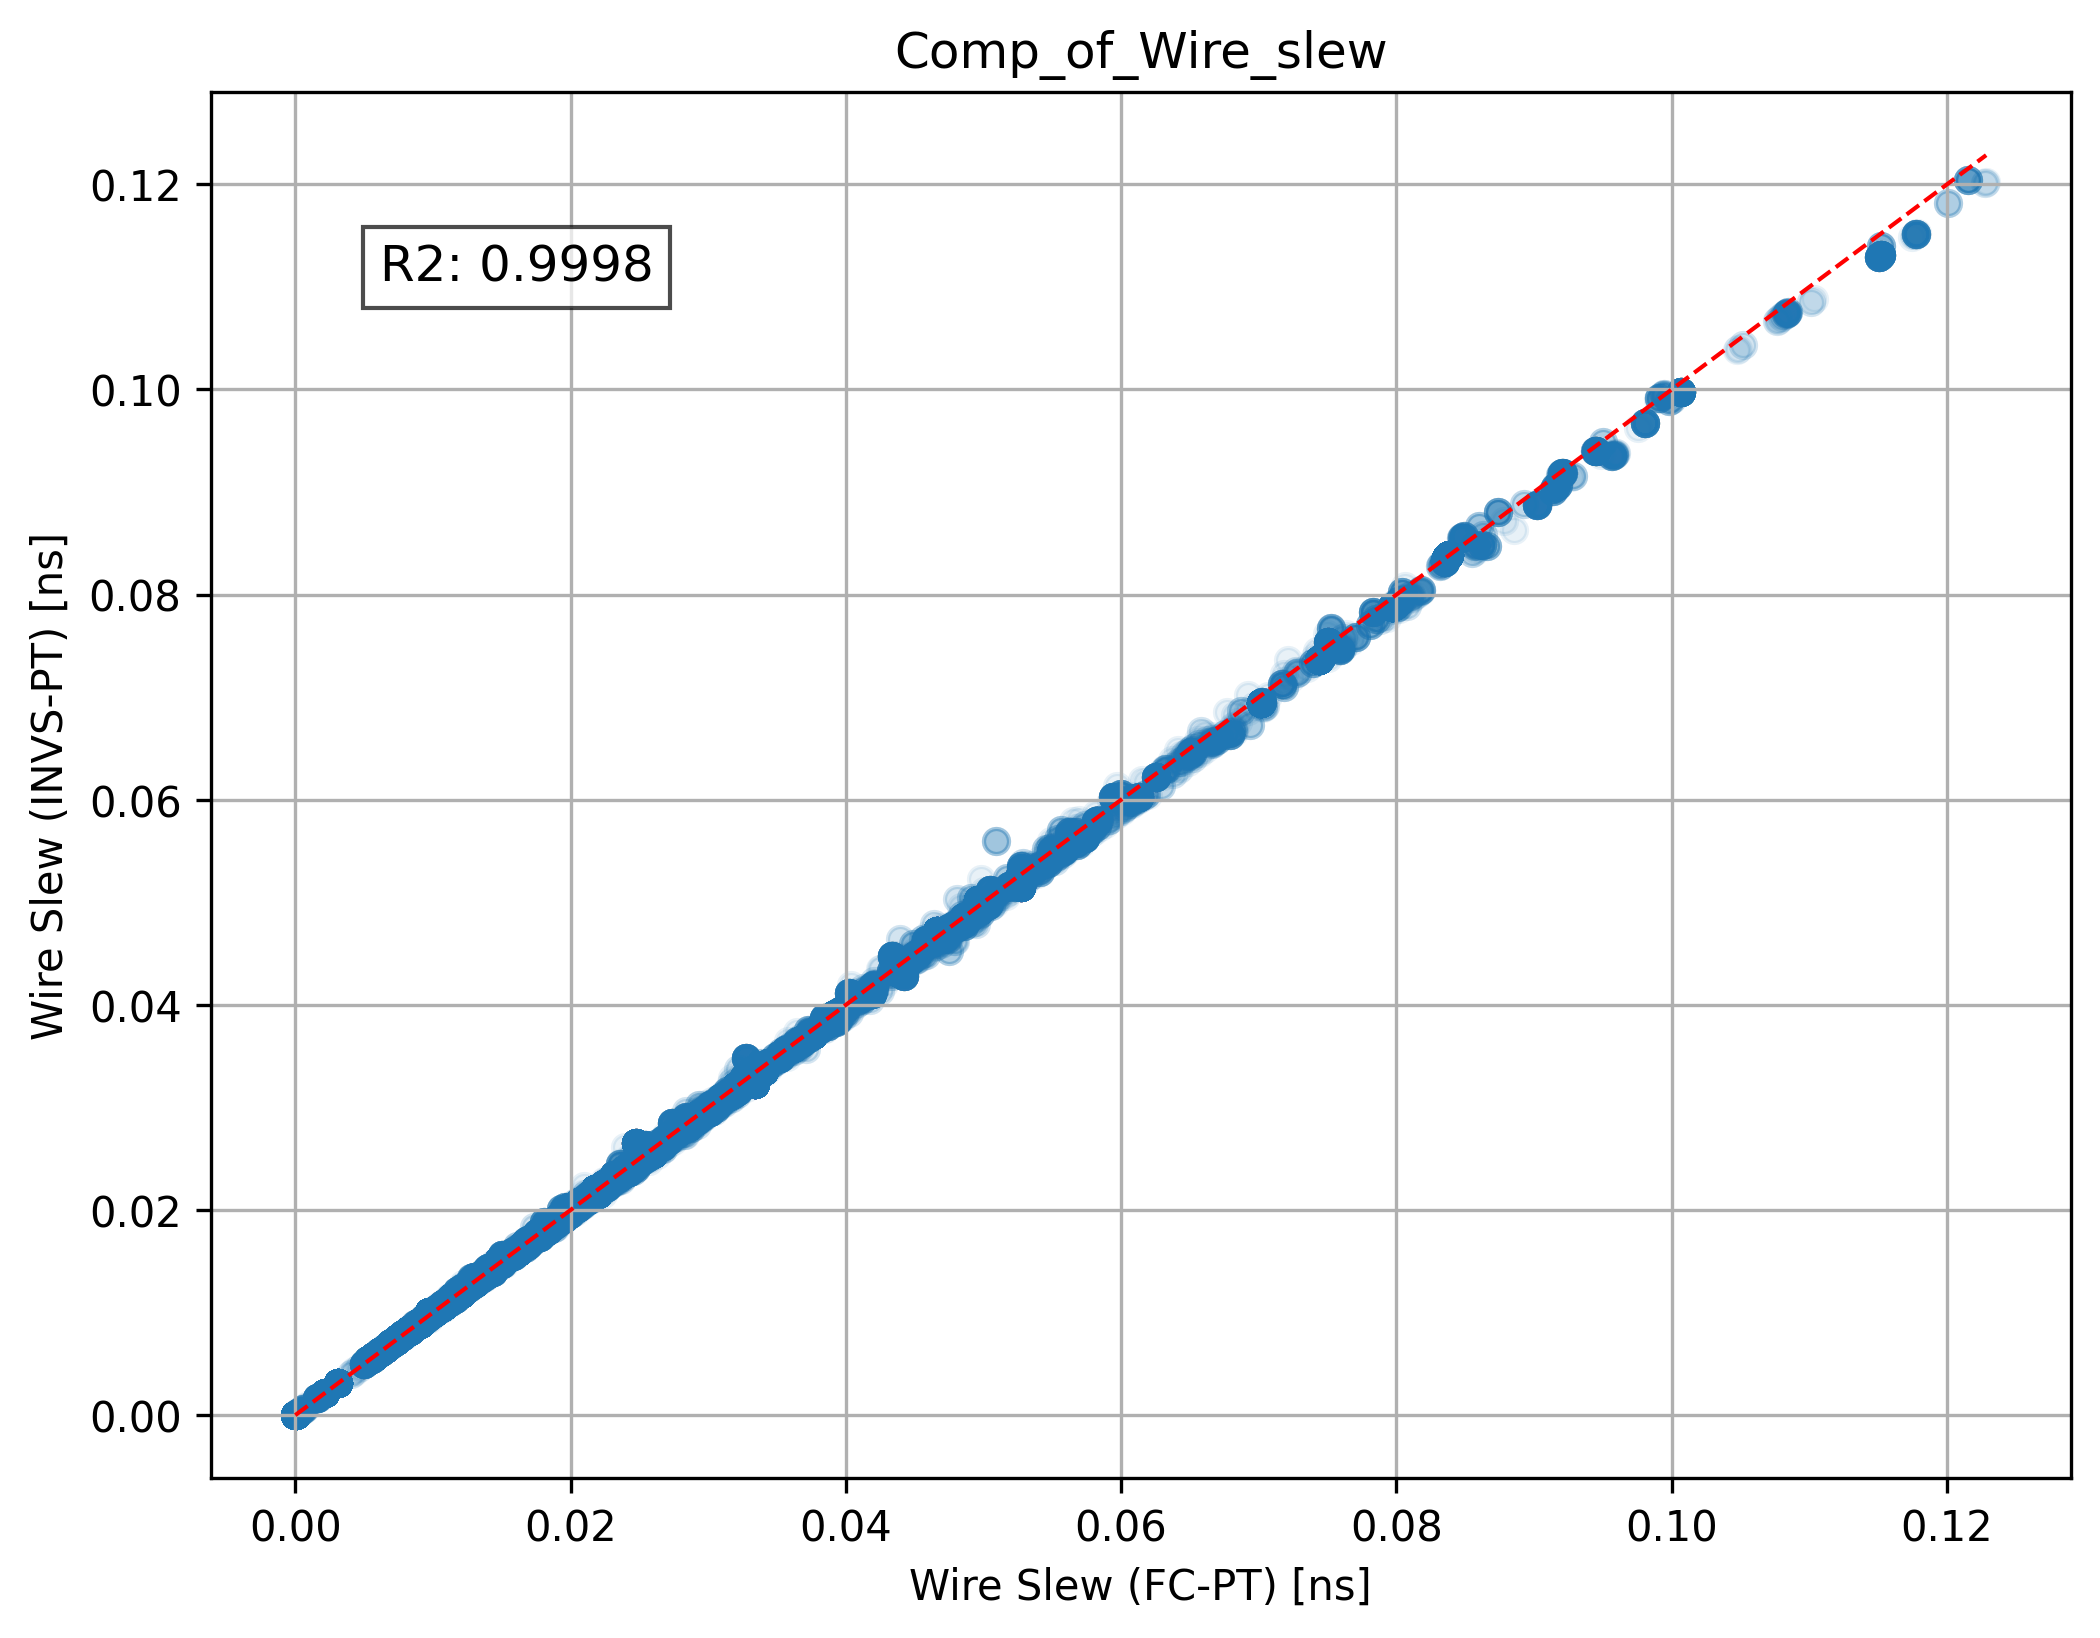 Comp_of_Wire_slew
R2: 0.9998
Wire Slew (INVS-PT) [ns]
0.12
0.10
0.08
0.06
0.04
0.02
0.00
0.00 0.02 0.04 0.06 0.08 0.10 0.12
Wire Slew (FC-PT) [ns]